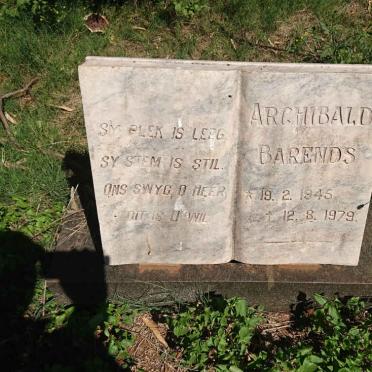 SY PLEK IS LEEG
SY STEM IS STIL.
ONS SWYG, O HEER
DIT IS U WIL
ARCHIBALD
BARENDS
* 19. 2. 1945.
† 12. 8. 1979.